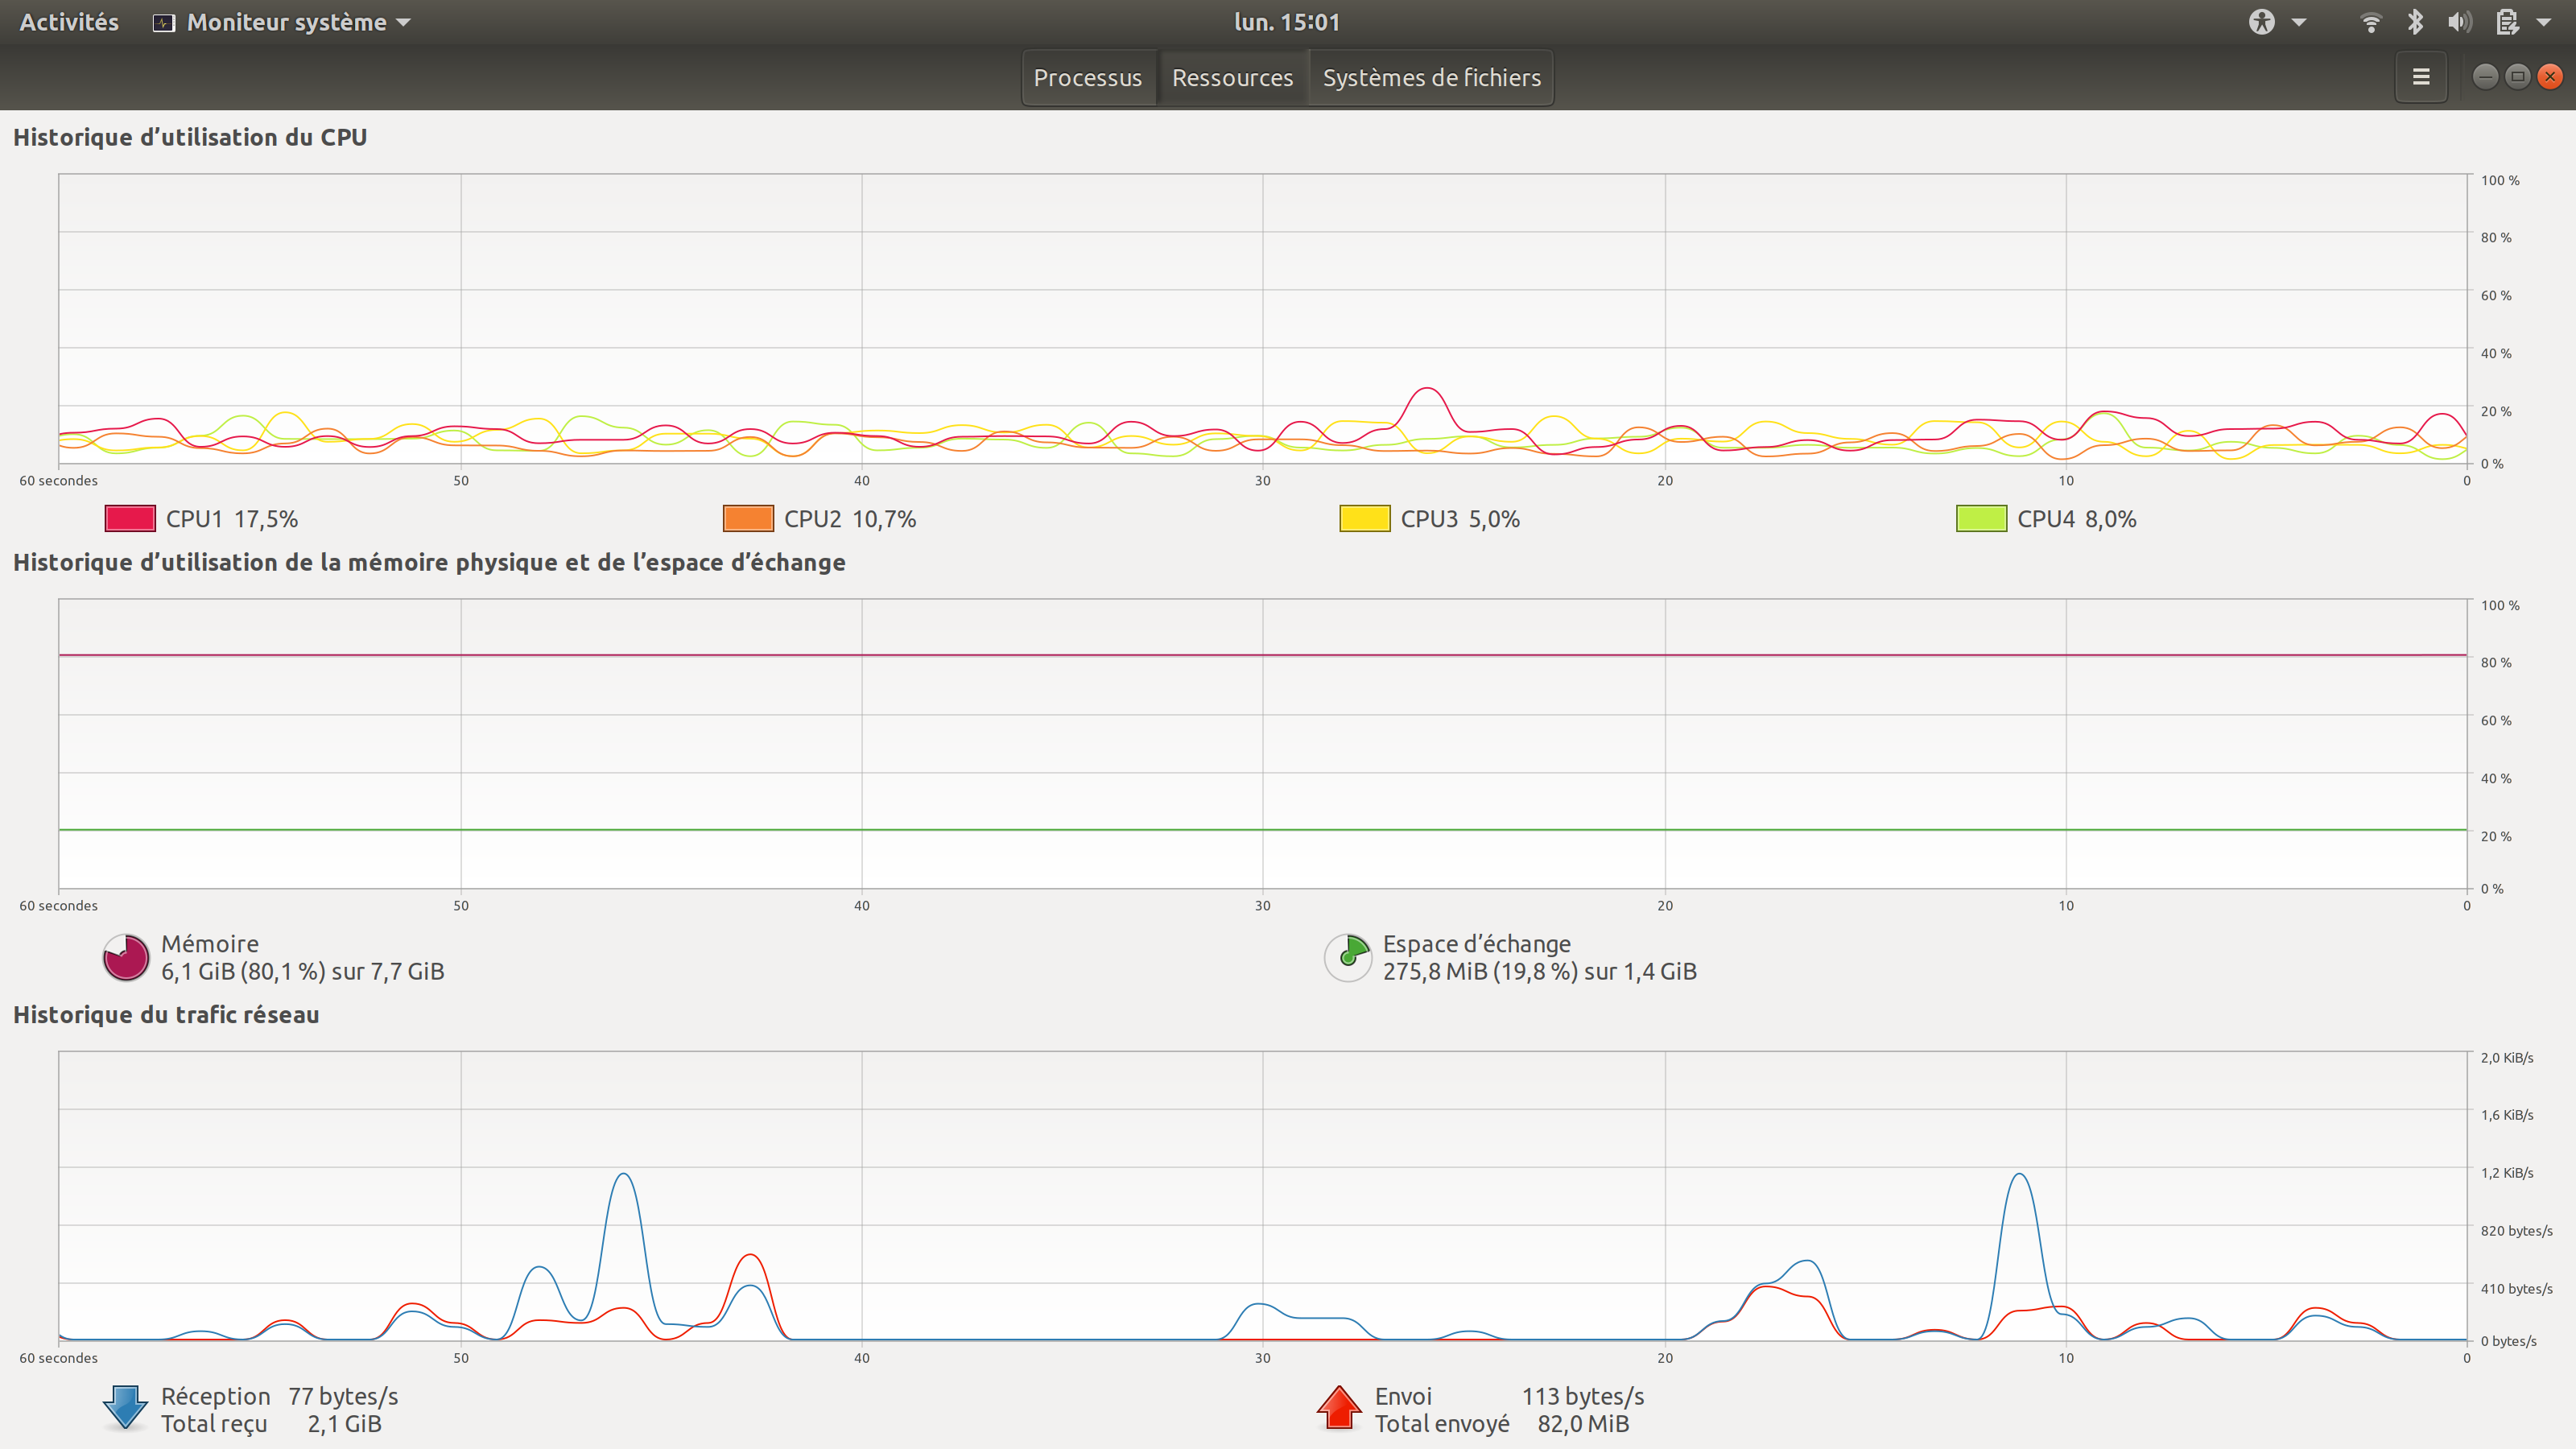 Activités Moniteur système lun. 15:01
Processus Ressources Systèmes de fichiers
Historique d’utilisation du CPU
100 %
80 %
60 %
40 %
20 %
0 %
60 secondes 50 40 30 20 10 0
CPU1 17,5% CPU2 10,7% CPU3 5,0% CPU4 8,0%
Historique d’utilisation de la mémoire physique et de l’espace d’échange
100 %
80 %
60 %
40 %
20 %
0 %
60 secondes 50 40 30 20 10 0
Mémoire
6,1 GiB (80,1 %) sur 7,7 GiB
Espace d’échange
275,8 MiB (19,8 %) sur 1,4 GiB
Historique du trafic réseau
2,0 KiB/s
1,6 KiB/s
1,2 KiB/s
820 bytes/s
410 bytes/s
0 bytes/s
60 secondes 50 40 30 20 10 0
Réception 77 bytes/s
Total reçu 2,1 GiB
Envoi 113 bytes/s
Total envoyé 82,0 MiB